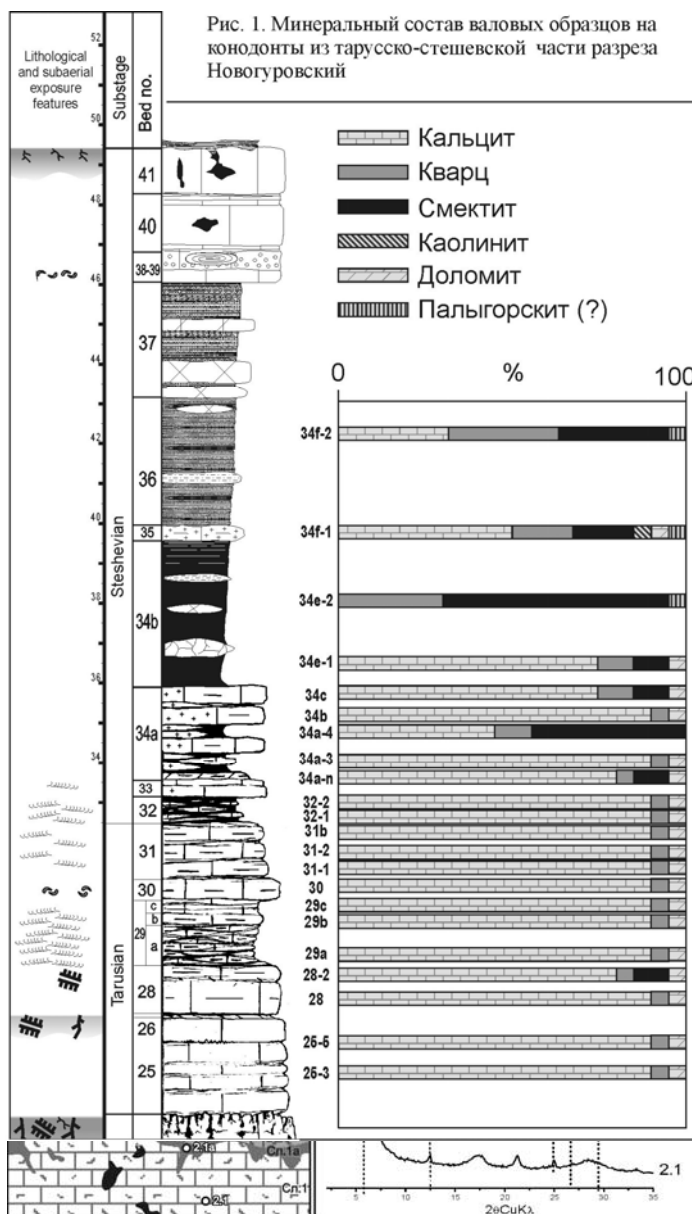 Рис. 1. Минеральный состав валовых образцов на
конодонты из тарусско-стешевской части разреза
Новогуровский
Lithological
and subaerial
exposure
features
Substage
Bed no.
Кальцит
Кварц
Смектит
Каолинит
Доломит
Палыгорскит (?)
52
50
48
46
44
42
40
38
36
34
Steshevian
Tarusian
41
40
38-39
37
36
35
34b
34a
33
32
31
30
29
c
b
a
28
26
25
0
%
100
34f-2
34f-1
34e-2
34e-1
34c
34b
34a-4
34a-3
34a-n
32-2
32-1
31b
31-2
31-1
30
29c
29b
29a
28-2
28
26-3
Сп.1а
Сп.1
2.1
5
10
15
20
25
30
35
2θCuKλ